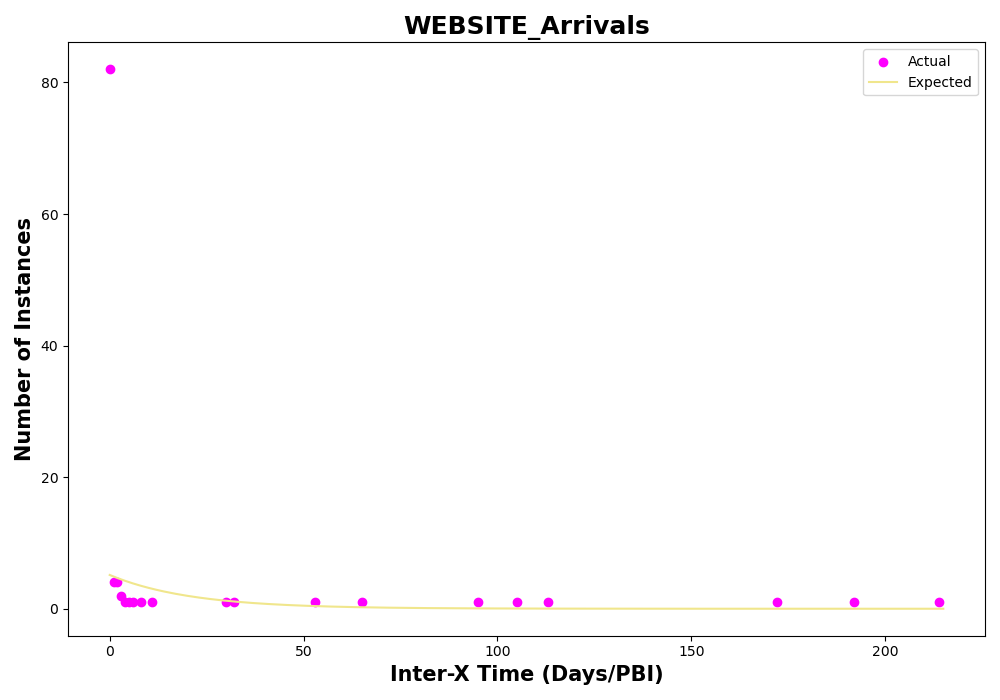 WEBSITE_Arrivals
Actual
Expected
Number of Instances
80
60
40
20
0
0
50
100
150
200
Inter-X Time (Days/PBI)